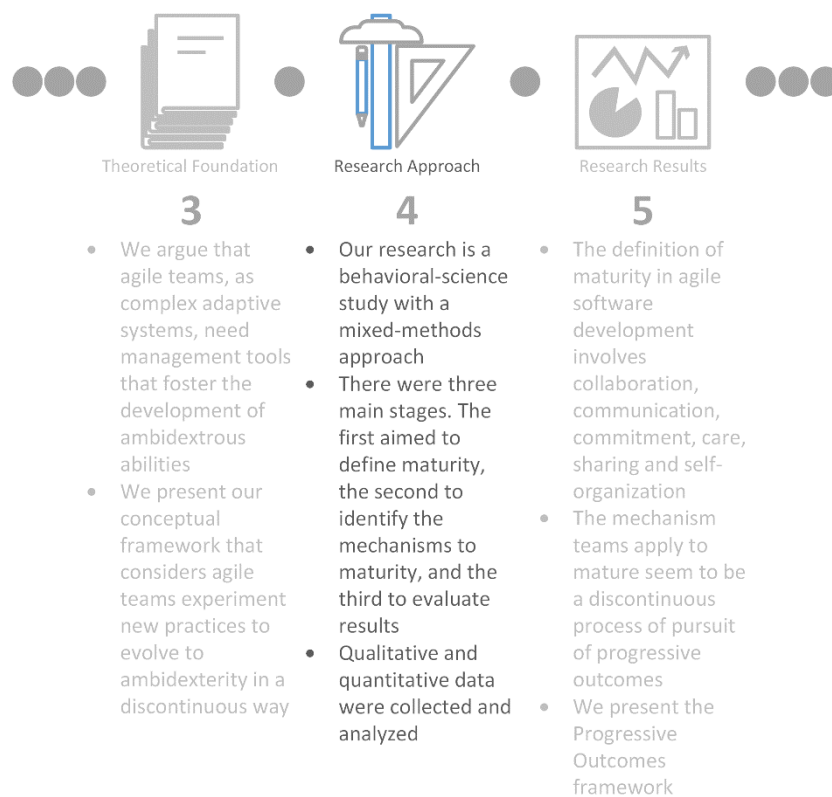 Theoretical Foundation
3
• We argue that
agile teams, as
complex adaptive
systems, need
management tools
that foster the
development of
ambidextrous
abilities
• We present our
conceptual
framework that
considers agile
teams experiment
new practices to
evolve to
ambidexterity in a
discontinuous way
Research Approach
4
• Our research is a
behavioral-science
study with a
mixed-methods
approach
• There were three
main stages. The
first aimed to
define maturity,
the second to
identify the
mechanisms to
maturity, and the
third to evaluate
results
• Qualitative and
quantitative data
were collected and
analyzed
Research Results
5
• The definition of
maturity in agile
software
development
involves
collaboration,
communication,
commitment, care,
sharing and self-
organization
• The mechanism
teams apply to
mature seem to be
a discontinuous
process of pursuit
of progressive
outcomes
• We present the
Progressive
Outcomes
framework